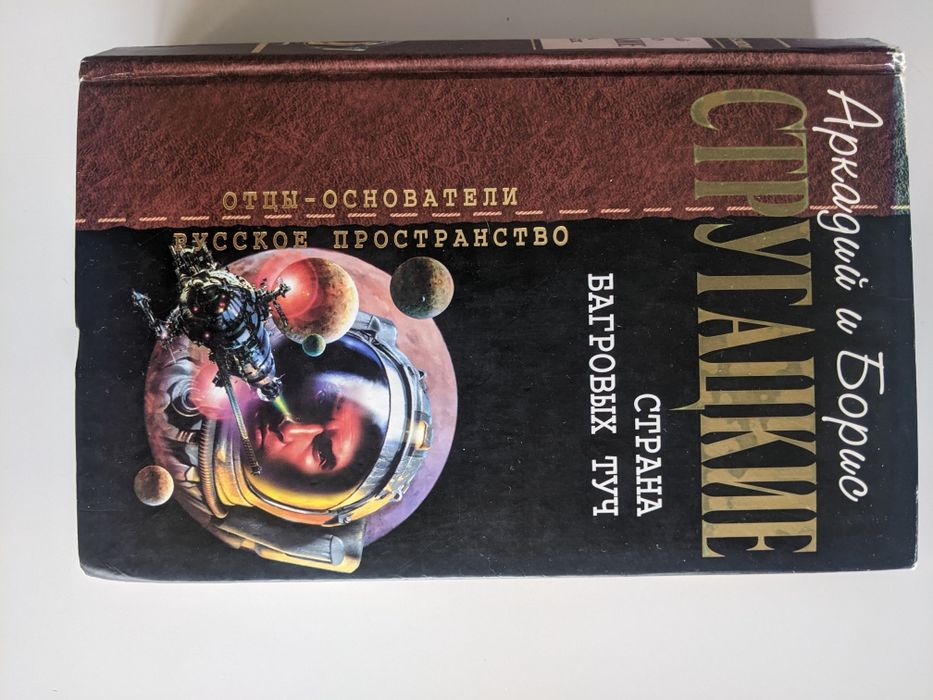 Аркадий и Борис
СТРУГАЦКИЕ
СТРАНА
БАГРОВЫХ ТУЧ
ОТЦЫ-ОСНОВАТЕЛИ
РУССКОЕ ПРОСТРАНСТВО